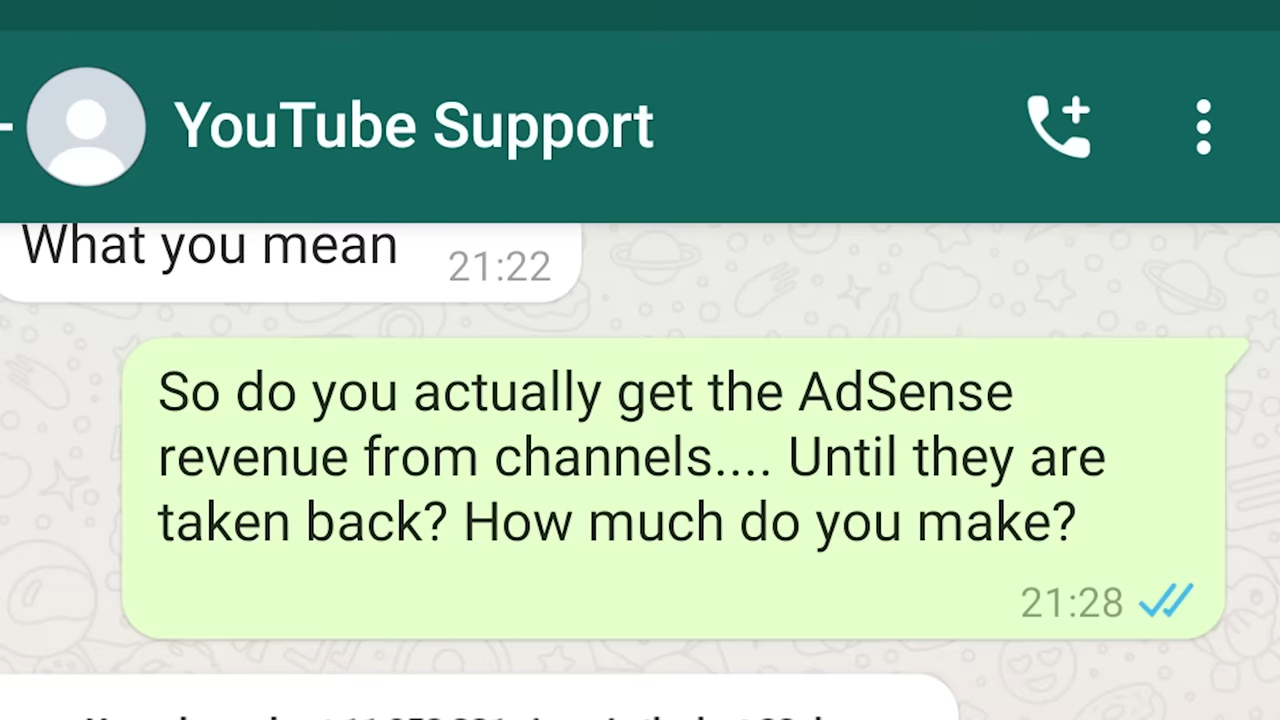 YouTube Support
What you mean
21:22
So do you actually get the AdSense
revenue from channels.... Until they are
taken back? How much do you make?
21:28